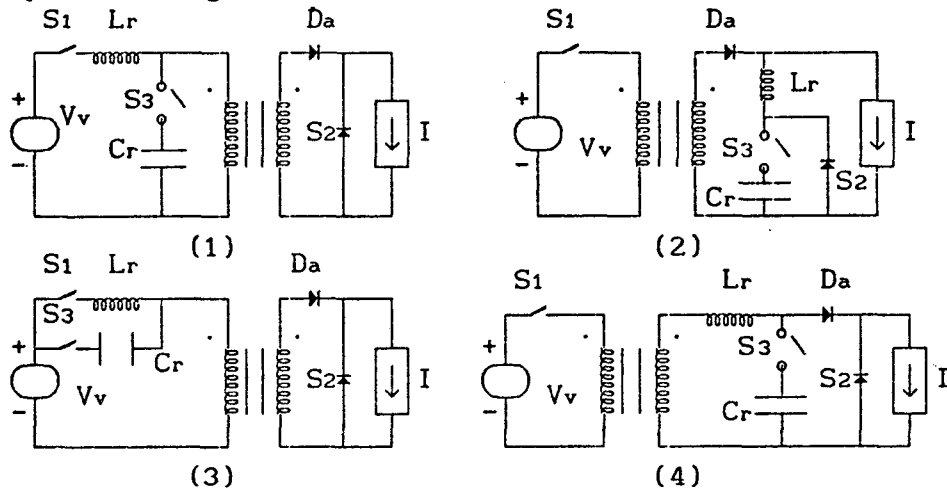 S1 Lr Da
+ Vv S3 S2 I
- Cr
(1)
S1 Da
Lr
Vv S3 I
Cr S2
(2)
S1 Lr Da
S3
+ Cr S2 I
- Vv
(3)
S1 Lr Da
+ S3 S2 I
- Vv Cr
(4)